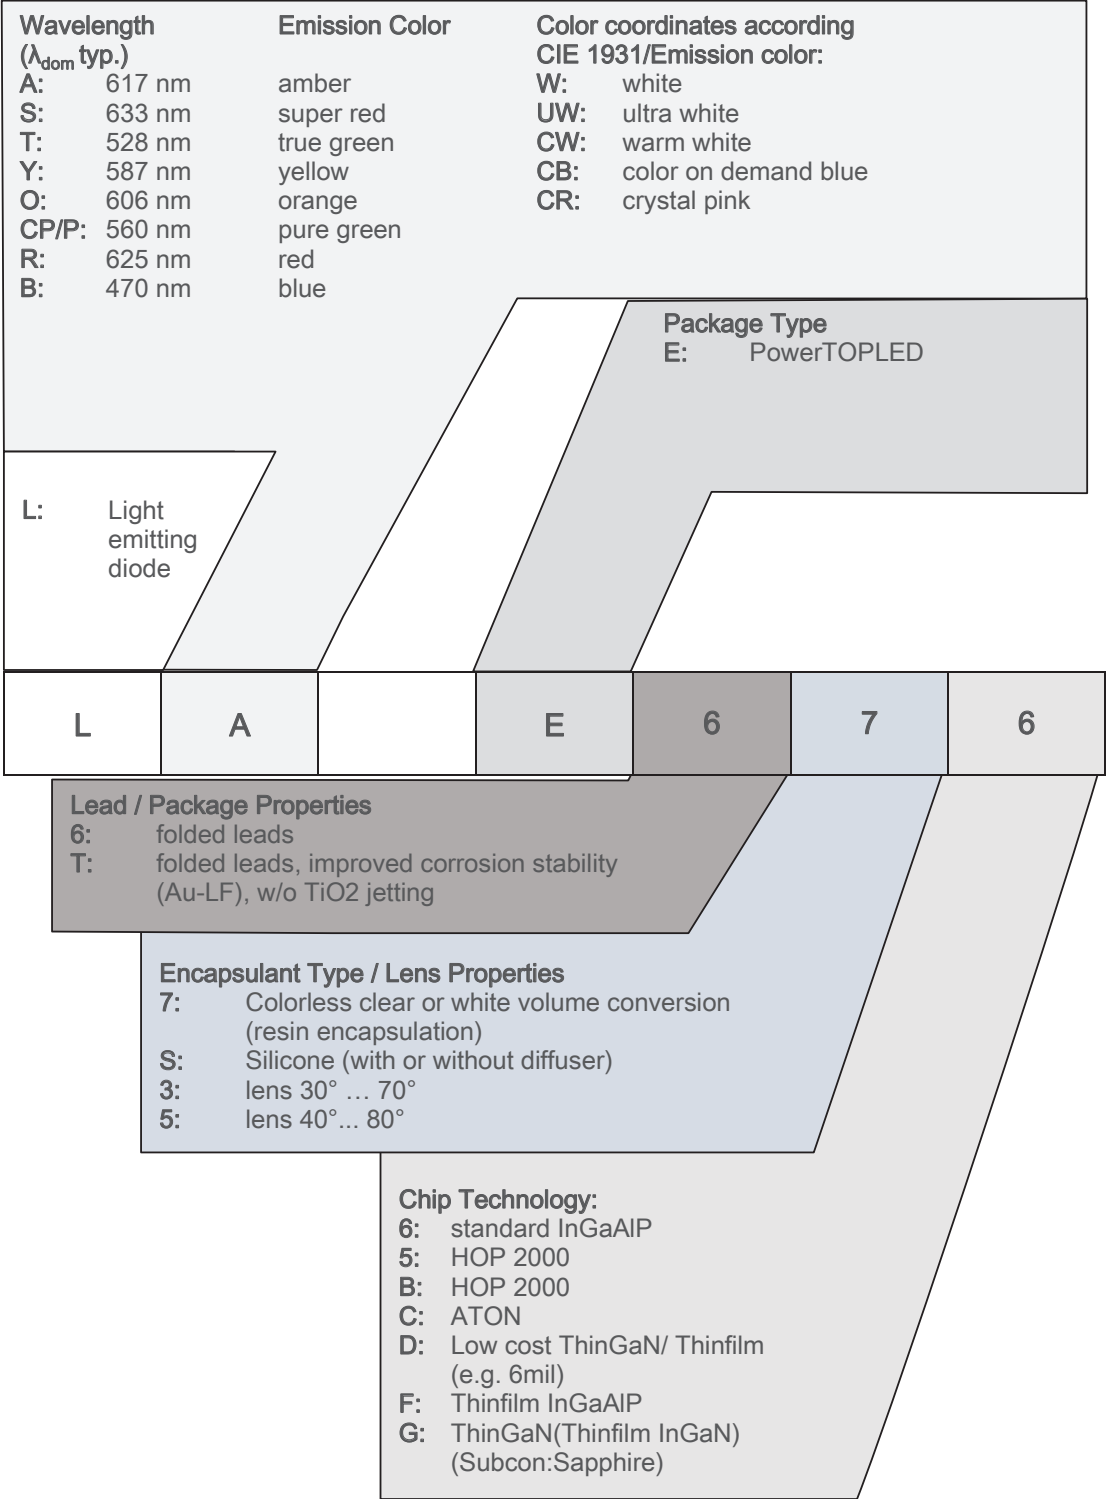 Wavelength Emission Color Color coordinates according
(λdom typ.) CIE 1931/Emission color:
A: 617 nm amber W: white
S: 633 nm super red UW: ultra white
T: 528 nm true green CW: warm white
Y: 587 nm yellow CB: color on demand blue
O: 606 nm orange CR: crystal pink
CP/P: 560 nm pure green
R: 625 nm red
B: 470 nm blue
Package Type
E: PowerTOPLED
L: Light
emitting
diode
L A E 6 7 6
Lead / Package Properties
6: folded leads
T: folded leads, improved corrosion stability
(Au-LF), w/o TiO2 jetting
Encapsulant Type / Lens Properties
7: Colorless clear or white volume conversion
(resin encapsulation)
S: Silicone (with or without diffuser)
3: lens 30° … 70°
5: lens 40°... 80°
Chip Technology:
6: standard InGaAlP
5: HOP 2000
B: HOP 2000
C: ATON
D: Low cost ThinGaN/ Thinfilm
(e.g. 6mil)
F: Thinfilm InGaAlP
G: ThinGaN(Thinfilm InGaN)
(Subcon:Sapphire)